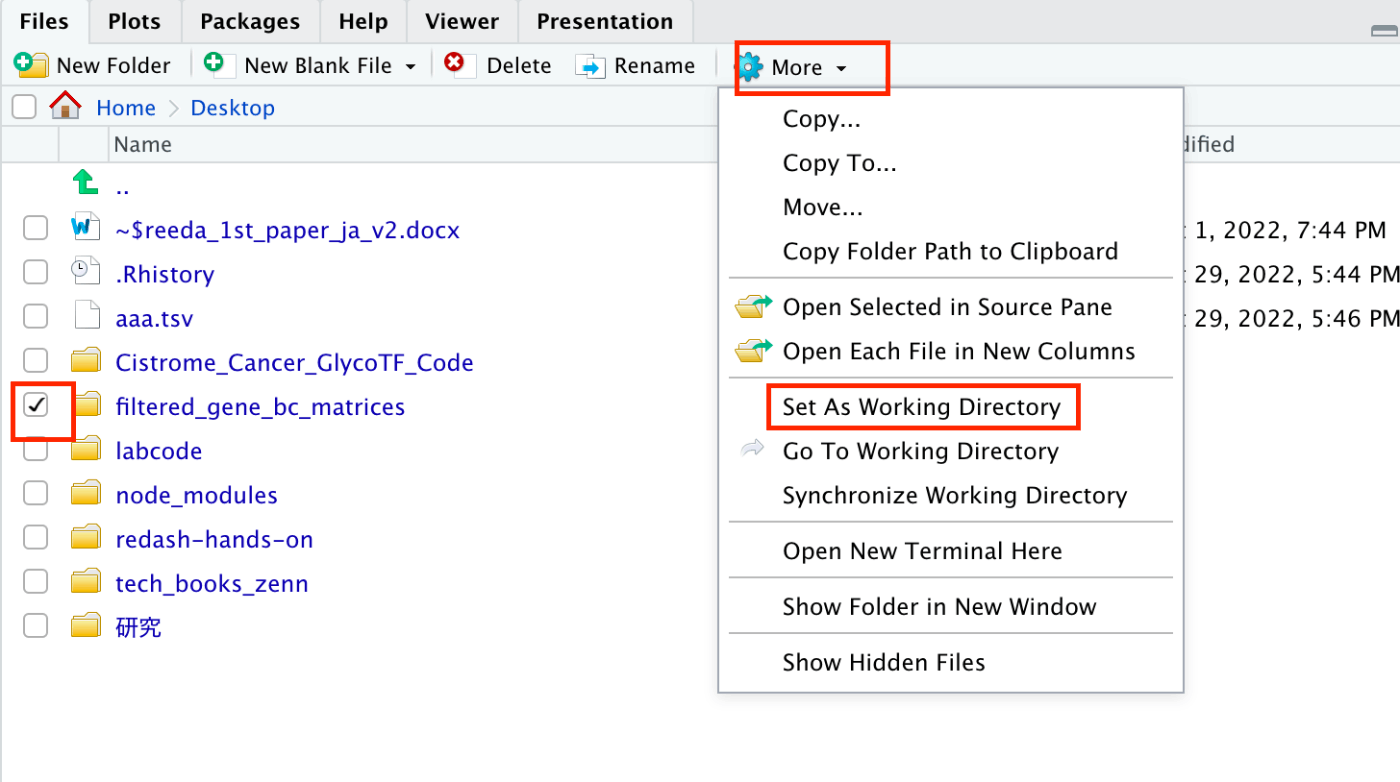 Files Plots Packages Help Viewer Presentation
New Folder New Blank File Delete Rename More
Home Desktop
Name
..
~$reeda_1st_paper_ja_v2.docx 1, 2022, 7:44 PM
.Rhistory 29, 2022, 5:44 PM
aaa.tsv 29, 2022, 5:46 PM
Cistrome_Cancer_GlycoTF_Code
filtered_gene_bc_matrices
labcode
node_modules
redash-hands-on
tech_books_zenn
研究
Copy...
Copy To...
Move...
Copy Folder Path to Clipboard
Open Selected in Source Pane
Open Each File in New Columns
Set As Working Directory
Go To Working Directory
Synchronize Working Directory
Open New Terminal Here
Show Folder in New Window
Show Hidden Files